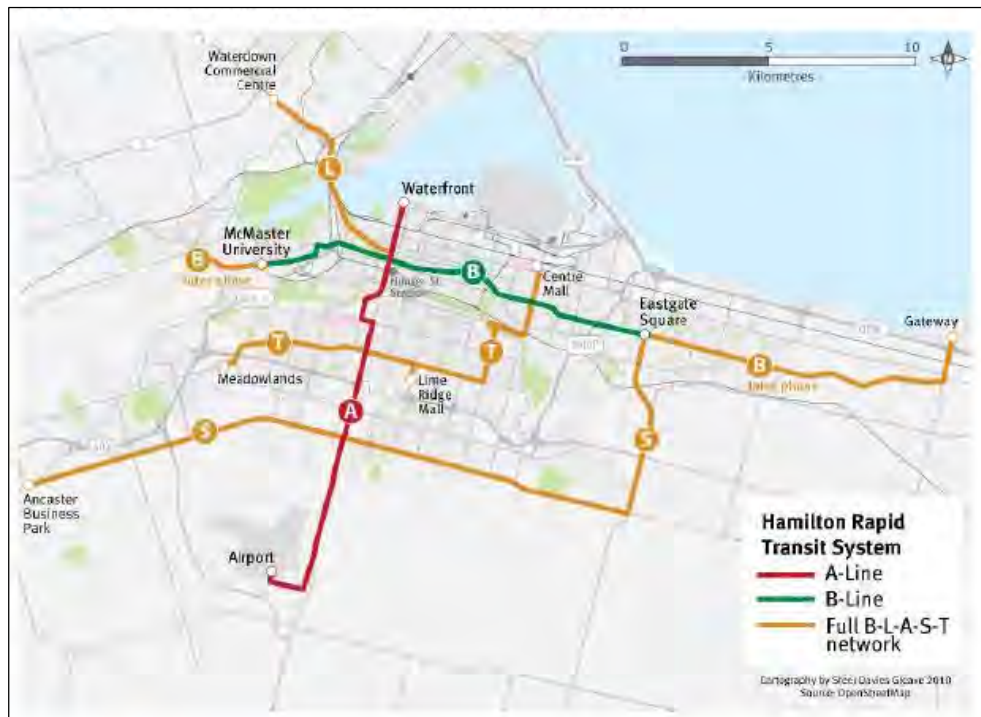 Waterdown
Commercial
Centre
0 5 10
Kilometres
L
Waterfront
McMaster
University
B
later phase
B
Centre
Mall
Eastgate
Square
Gateway
T
T
B
later phase
Meadowlands
Lime
Ridge
Mall
A
S
S
Ancaster
Business
Park
Airport
Hamilton Rapid
Transit System
A-Line
B-Line
Full B-L-A-S-T
network
Cartography by Steer Davies Gleave 2010
Source: OpenStreetMap